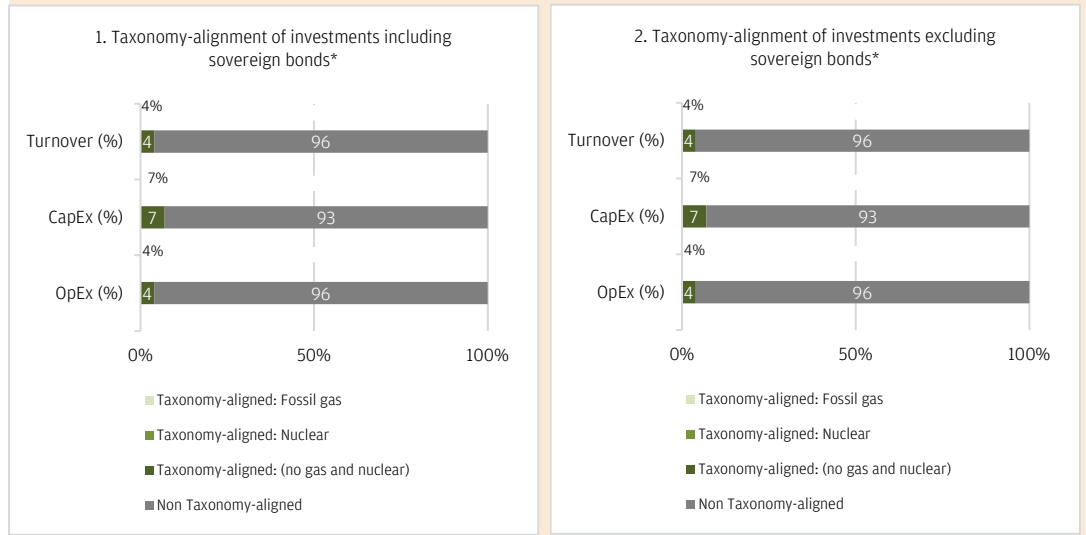 1. Taxonomy-alignment of investments including
sovereign bonds*
4%
Turnover (%)
4
96
7%
CapEx (%)
7
93
4%
OpEx (%)
4
96
0%
50%
100%
Taxonomy-aligned: Fossil gas
Taxonomy-aligned: Nuclear
Taxonomy-aligned: (no gas and nuclear)
Non Taxonomy-aligned
2. Taxonomy-alignment of investments excluding
sovereign bonds*
4%
Turnover (%)
4
96
7%
CapEx (%)
7
93
4%
OpEx (%)
4
96
0%
50%
100%
Taxonomy-aligned: Fossil gas
Taxonomy-aligned: Nuclear
Taxonomy-aligned: (no gas and nuclear)
Non Taxonomy-aligned